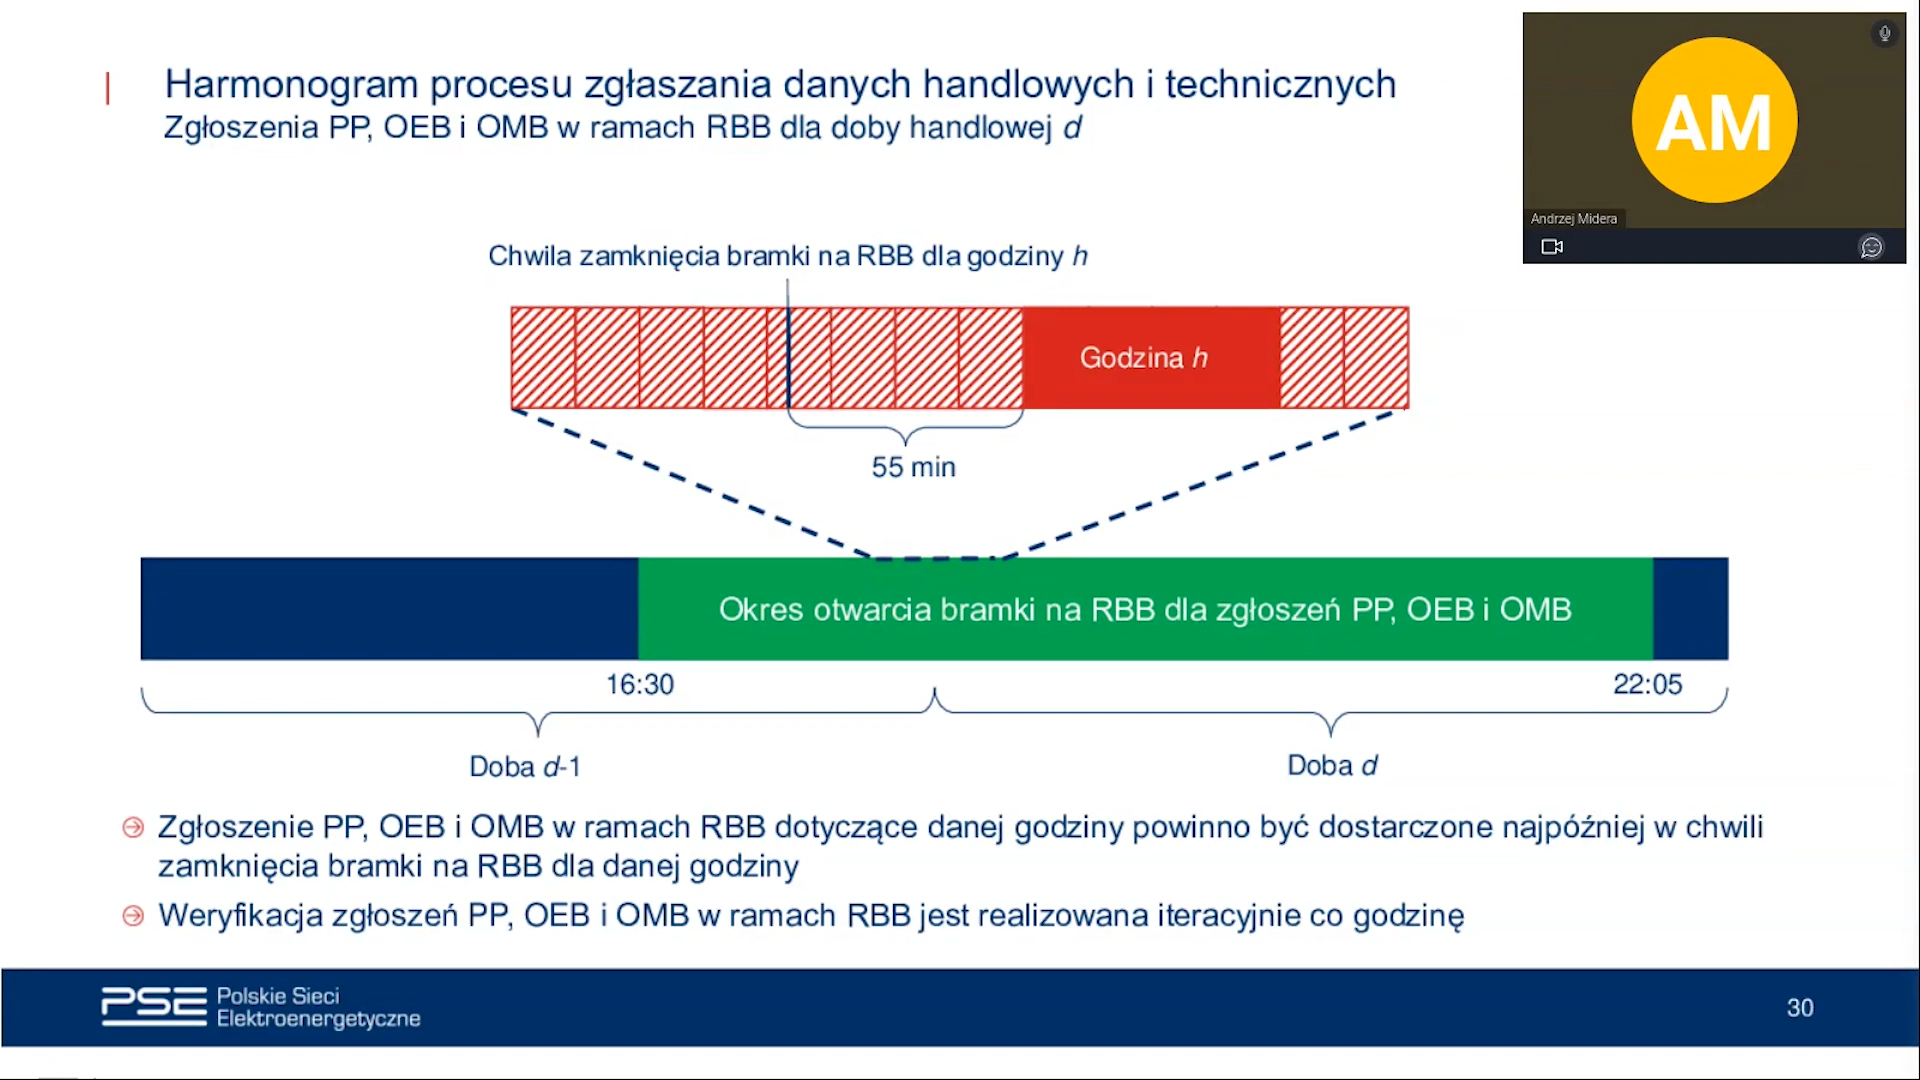 Harmonogram procesu zgłaszania danych handlowych i technicznych
Zgłoszenia PP, OEB i OMB w ramach RBB dla doby handlowej d
AM
Andrzej Midera
Chwila zamknięcia bramki na RBB dla godziny h
Godzina h
55 min
Okres otwarcia bramki na RBB dla zgłoszeń PP, OEB i OMB
16:30
22:05
Doba d-1
Doba d
Zgłoszenie PP, OEB i OMB w ramach RBB dotyczące danej godziny powinno być dostarczone najpóźniej w chwili
zamknięcia bramki na RBB dla danej godziny
Weryfikacja zgłoszeń PP, OEB i OMB w ramach RBB jest realizowana iteracyjnie co godzinę
PSE Polskie Sieci
Elektroenergetyczne
30